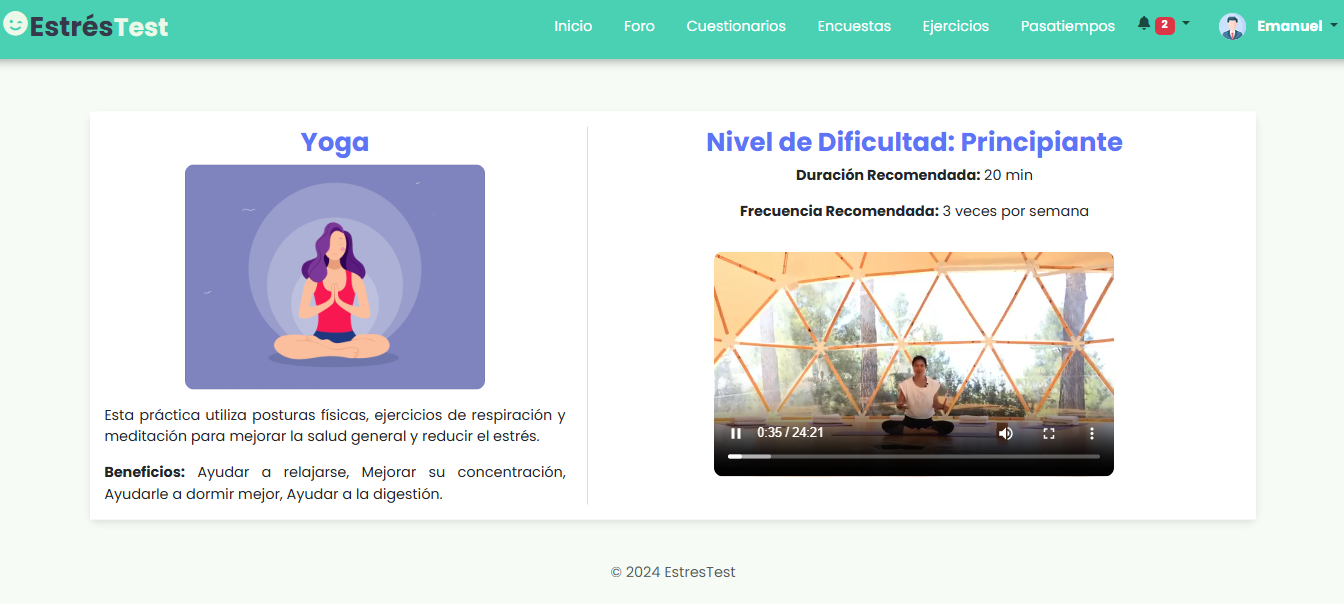 EstrésTest
Inicio Foro Cuestionarios Encuestas Ejercicios Pasatiempos 2 Emanuel
Yoga
Esta práctica utiliza posturas físicas, ejercicios de respiración y
meditación para mejorar la salud general y reducir el estrés.
Beneficios: Ayudar a relajarse, Mejorar su concentración,
Ayudarle a dormir mejor, Ayudar a la digestión.
Nivel de Dificultad: Principiante
Duración Recomendada: 20 min
Frecuencia Recomendada: 3 veces por semana
0:35 / 24:21
© 2024 EstresTest